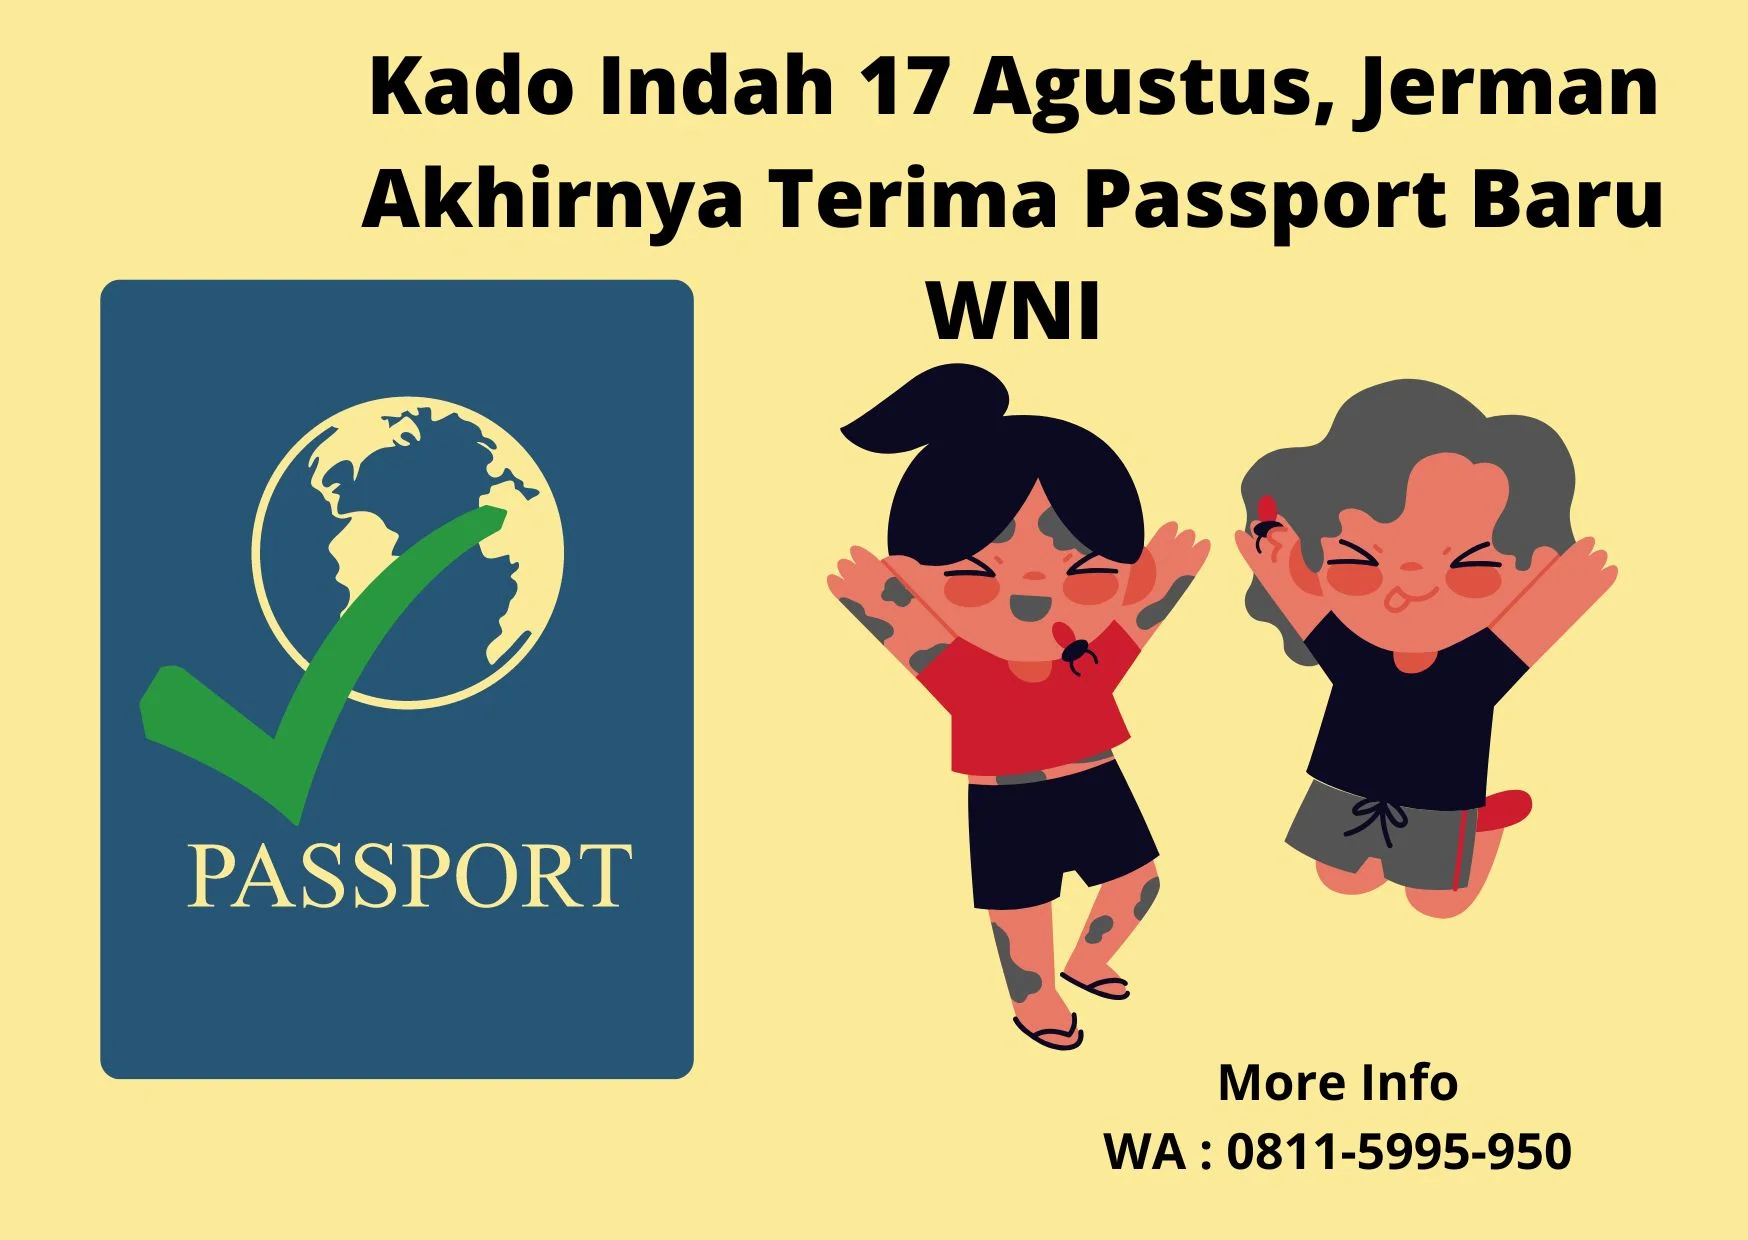 Kado Indah 17 Agustus, Jerman
Akhirnya Terima Passport Baru
WNI
PASSPORT
More Info
WA : 0811-5995-950